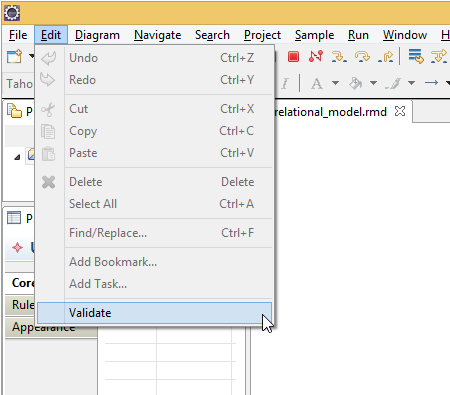 File Edit Diagram Navigate Search Project Sample Run Window
Undo Ctrl+Z
Redo Ctrl+Y
Cut Ctrl+X
Copy Ctrl+C
Paste Ctrl+V
Delete Delete
Select All Ctrl+A
Find/Replace... Ctrl+F
Add Bookmark...
Add Task...
Validate
Taho
I A
P
relational_model.rmd
P
Core
Rule
Appearance